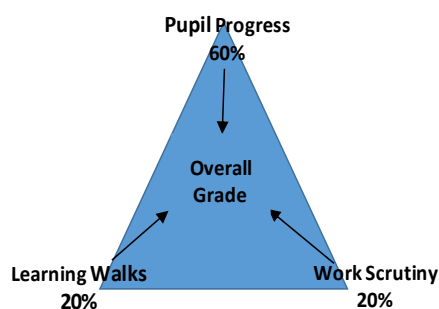 Pupil Progress
60%
Overall
Grade
Learning Walks
20%
Work Scrutiny
20%